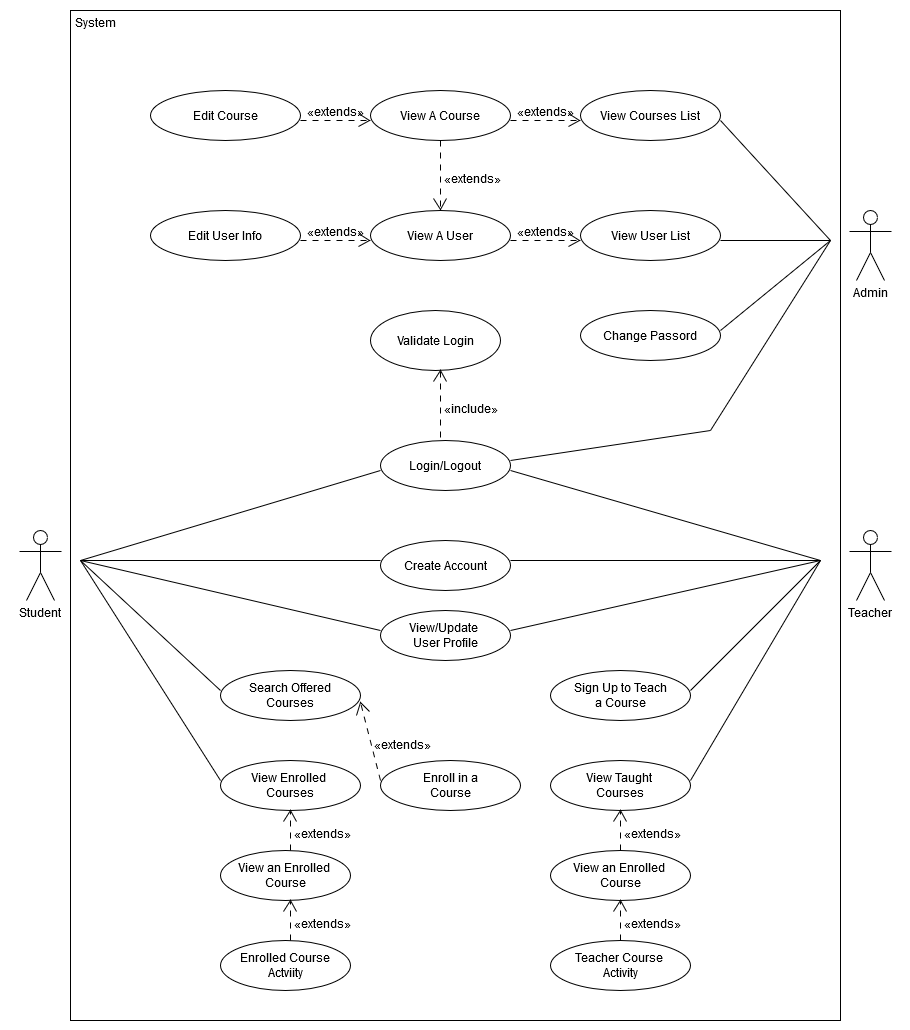 System
Edit Course
«extends»
View A Course
«extends»
View Courses List
«extends»
Edit User Info
«extends»
View A User
«extends»
View User List
Admin
Validate Login
Change Passord
«include»
Login/Logout
Create Account
Student
Teacher
View/Update
User Profile
Search Offered
Courses
Sign Up to Teach
a Course
«extends»
View Enrolled
Courses
Enroll in a
Course
View Taught
Courses
«extends»
«extends»
View an Enrolled
Course
View an Enrolled
Course
«extends»
«extends»
Enrolled Course
Actviity
Teacher Course
Activity